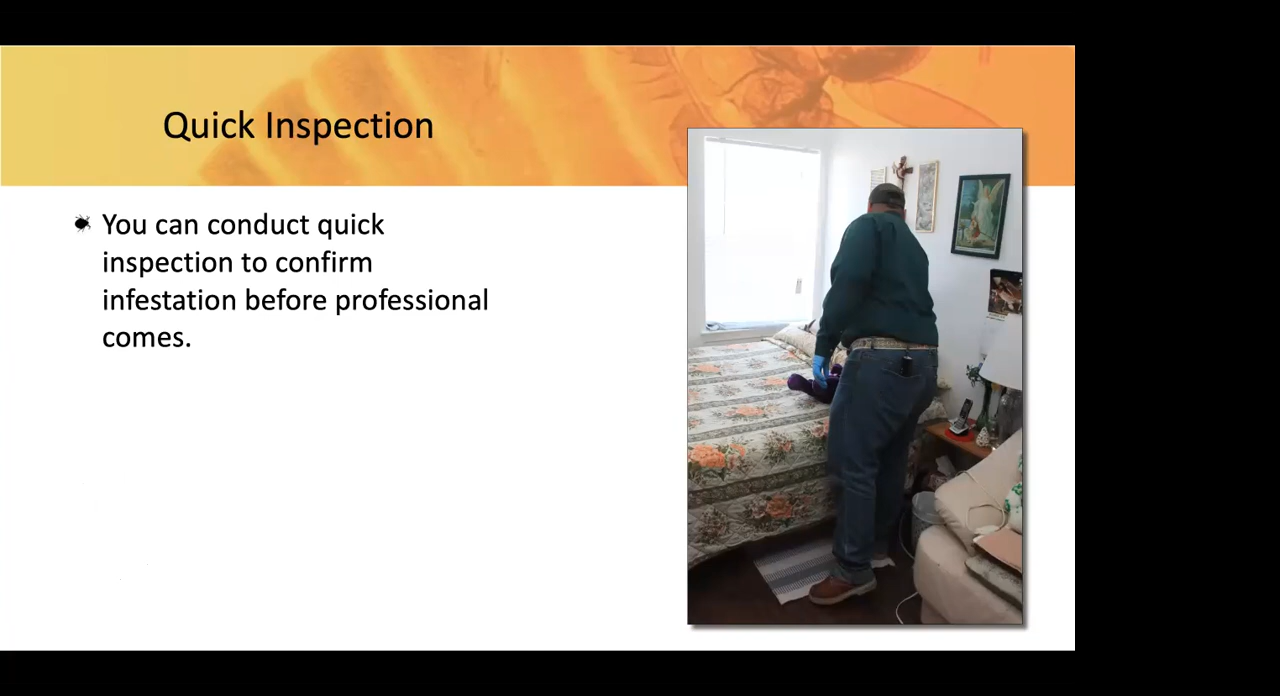 Quick Inspection
You can conduct quick
inspection to confirm
infestation before professional
comes.